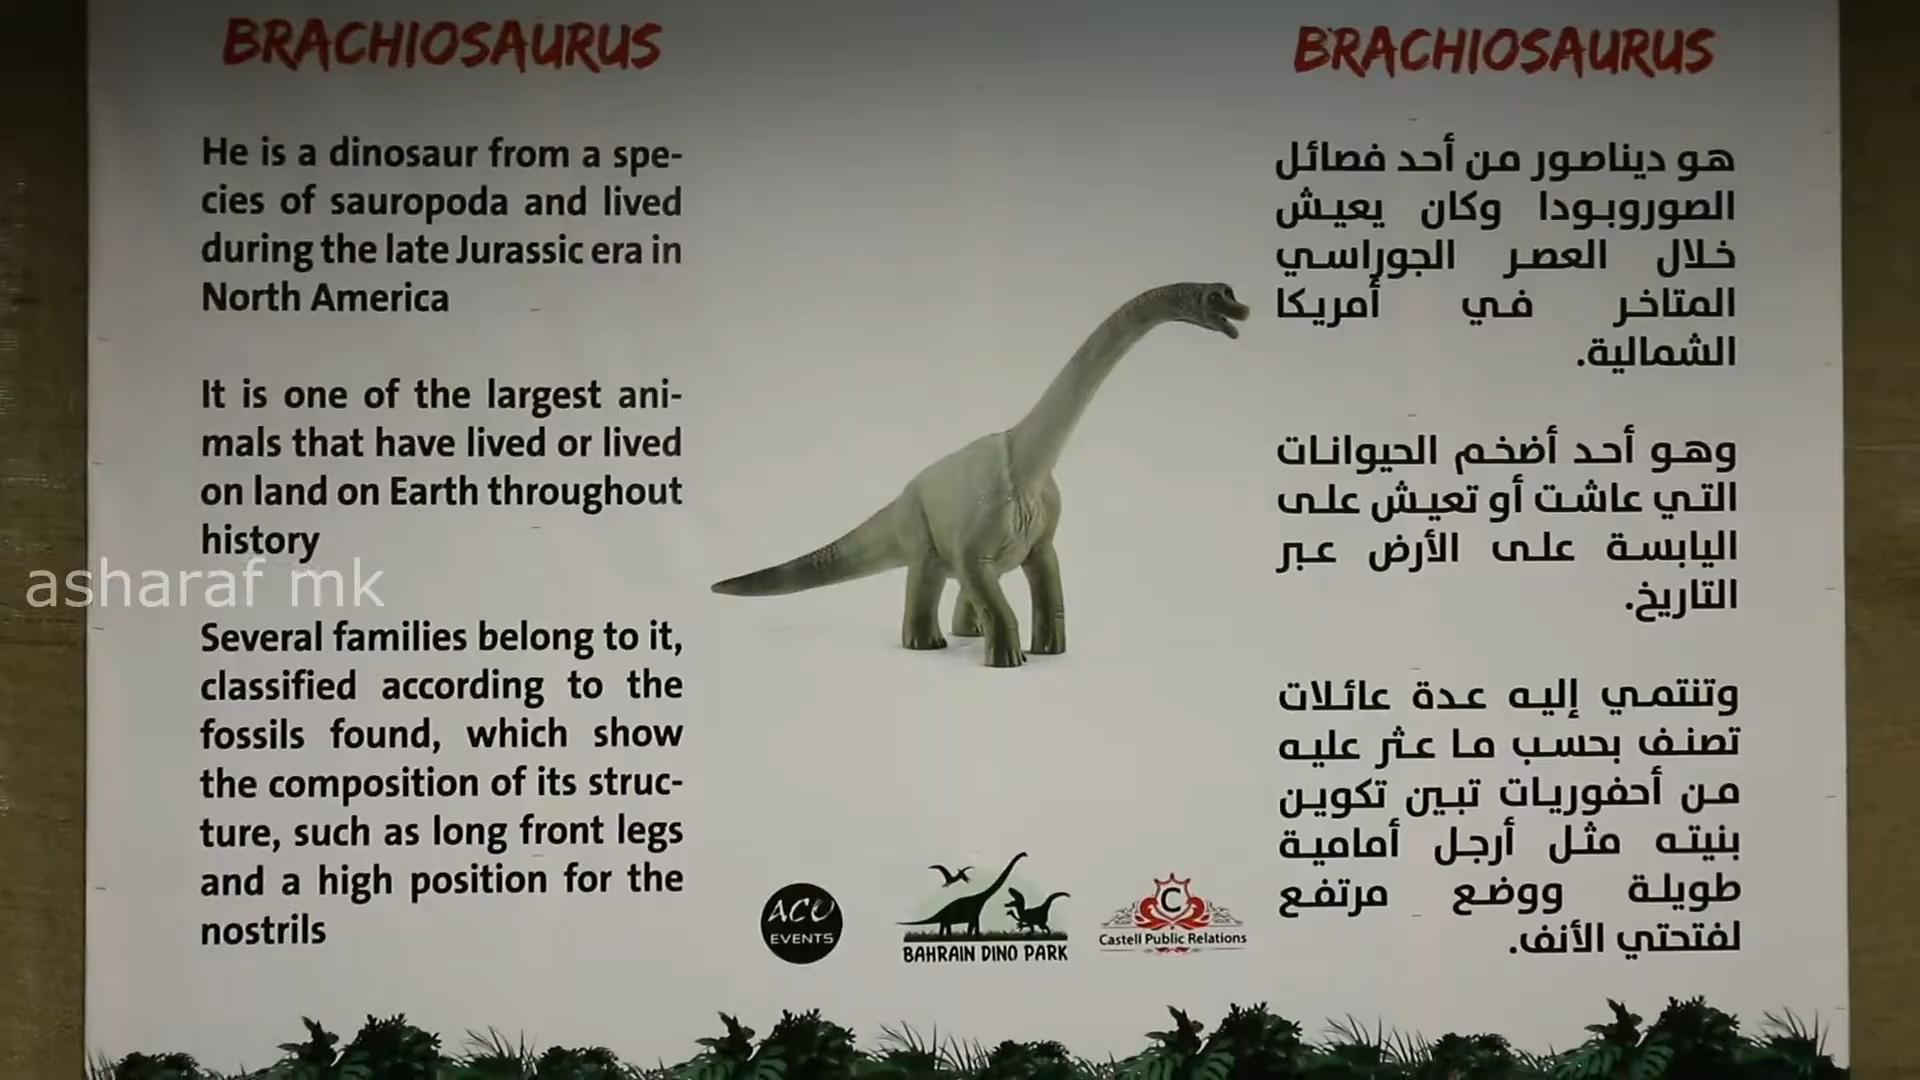 BRACHIOSAURUS
He is a dinosaur from a spe-
cies of sauropoda and lived
during the late Jurassic era in
North America
It is one of the largest ani-
mals that have lived or lived
on land on Earth throughout
history
asharaf mk
Several families belong to it,
classified according to the
fossils found, which show
the composition of its struc-
ture, such as long front legs
and a high position for the
nostrils
BRACHIOSAURUS
هو ديناصور من أحد فصائل
الصوروبودا وكان يعيش
خلال العصر الجوراسي
المتاخر في أمريكا
الشمالية.
وهو أحد أضخم الحيوانات
التي عاشت أو تعيش على
اليابسة على الأرض عبر
التاريخ.
وتنتمي إليه عدة عائلات
تصنف بحسب ما عثر عليه
من أحفوريات تبين تكوين
بنيته مثل أرجل أمامية
طويلة ووضع مرتفع
لفتحتي الأنف.
ACO
EVENTS
BAHRAIN DINO PARK
C
Castell Public Relations